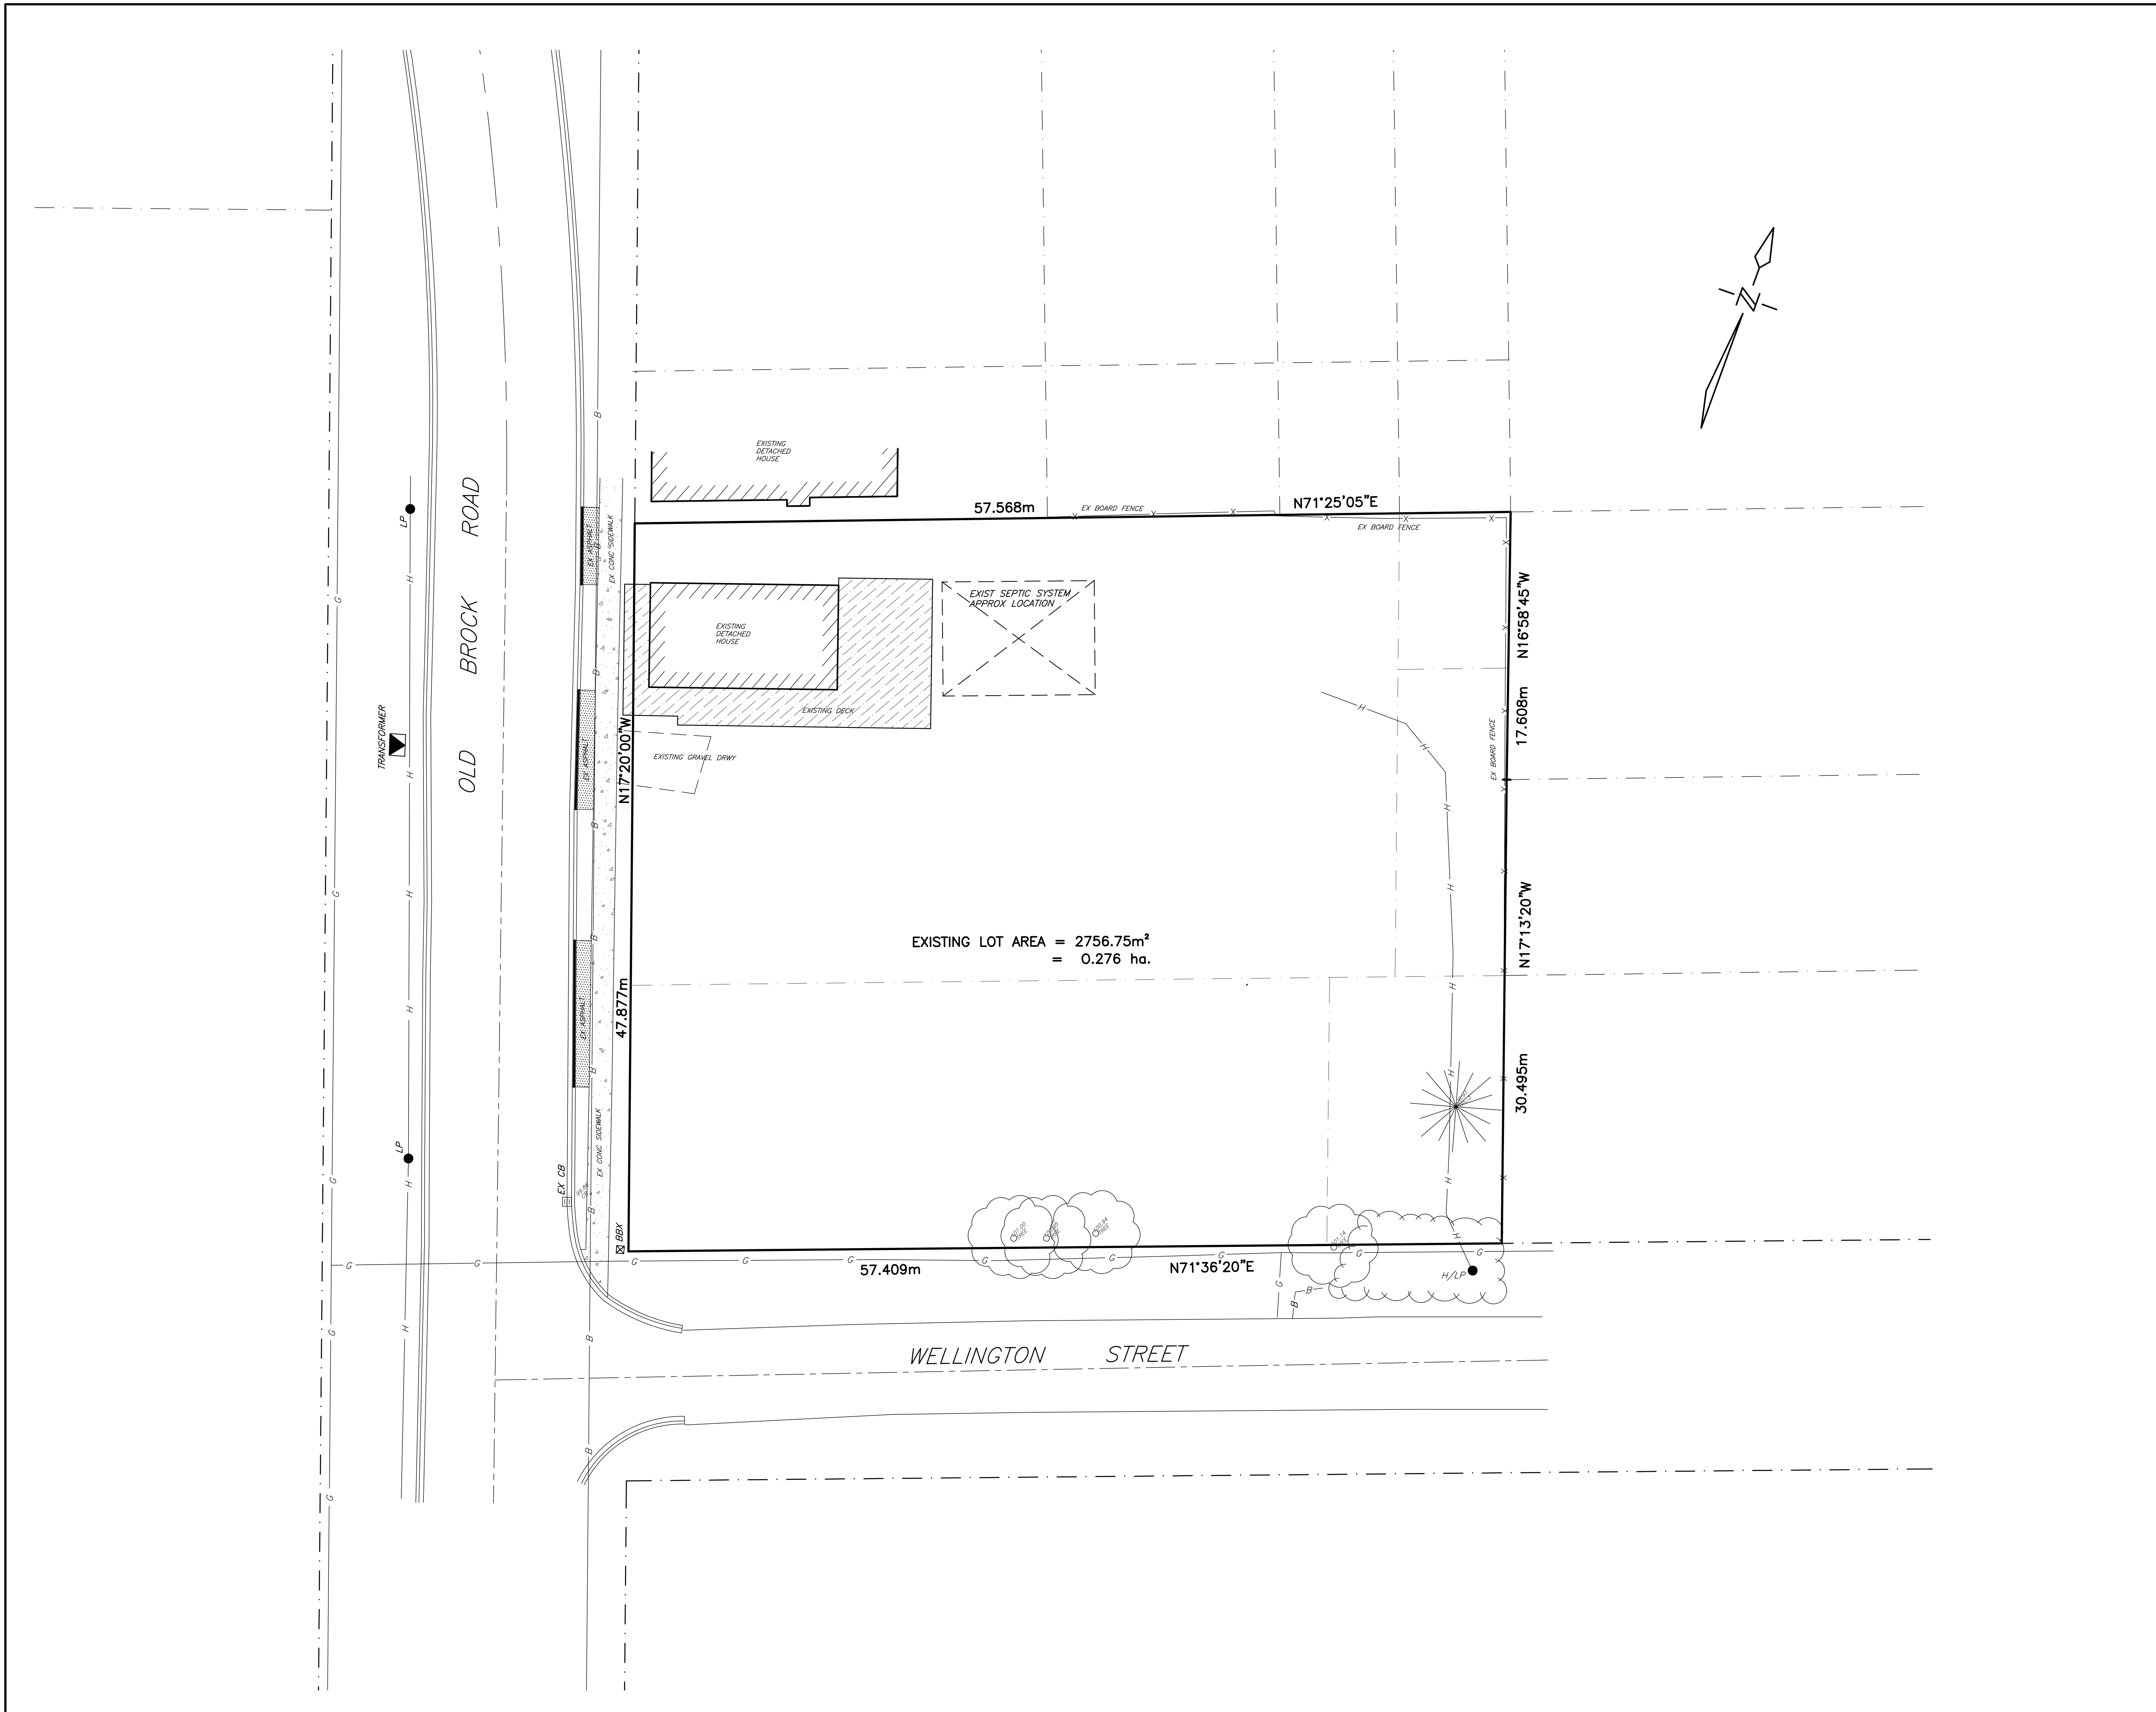 EXISTING
DETACHED
HOUSE
57.568m
EX BOARD FENCE
N71°25'05"E
EX BOARD FENCE
N
LP
EX ASPHALT
EX CONC SIDEWALK
OLD BROCK ROAD
EXISTING
DETACHED
HOUSE
EXIST SEPTIC SYSTEM
APPROX LOCATION
EXISTING DECK
EXISTING GRAVEL DRWY
N16°58'45"W
17.608m
EX BOARD FENCE
TRANSFORMER
EX ASPHALT
N17°20'00"W
EXISTING LOT AREA = 2756.75m²
= 0.276 ha.
N17°13'20"W
47.877m
EX ASPHALT
30.495m
LP
EX CONC SIDEWALK
EX CB
BBX
TREE
TREE
57.409m
N71°36'20"E
H/LP
WELLINGTON STREET
G
H
B
X